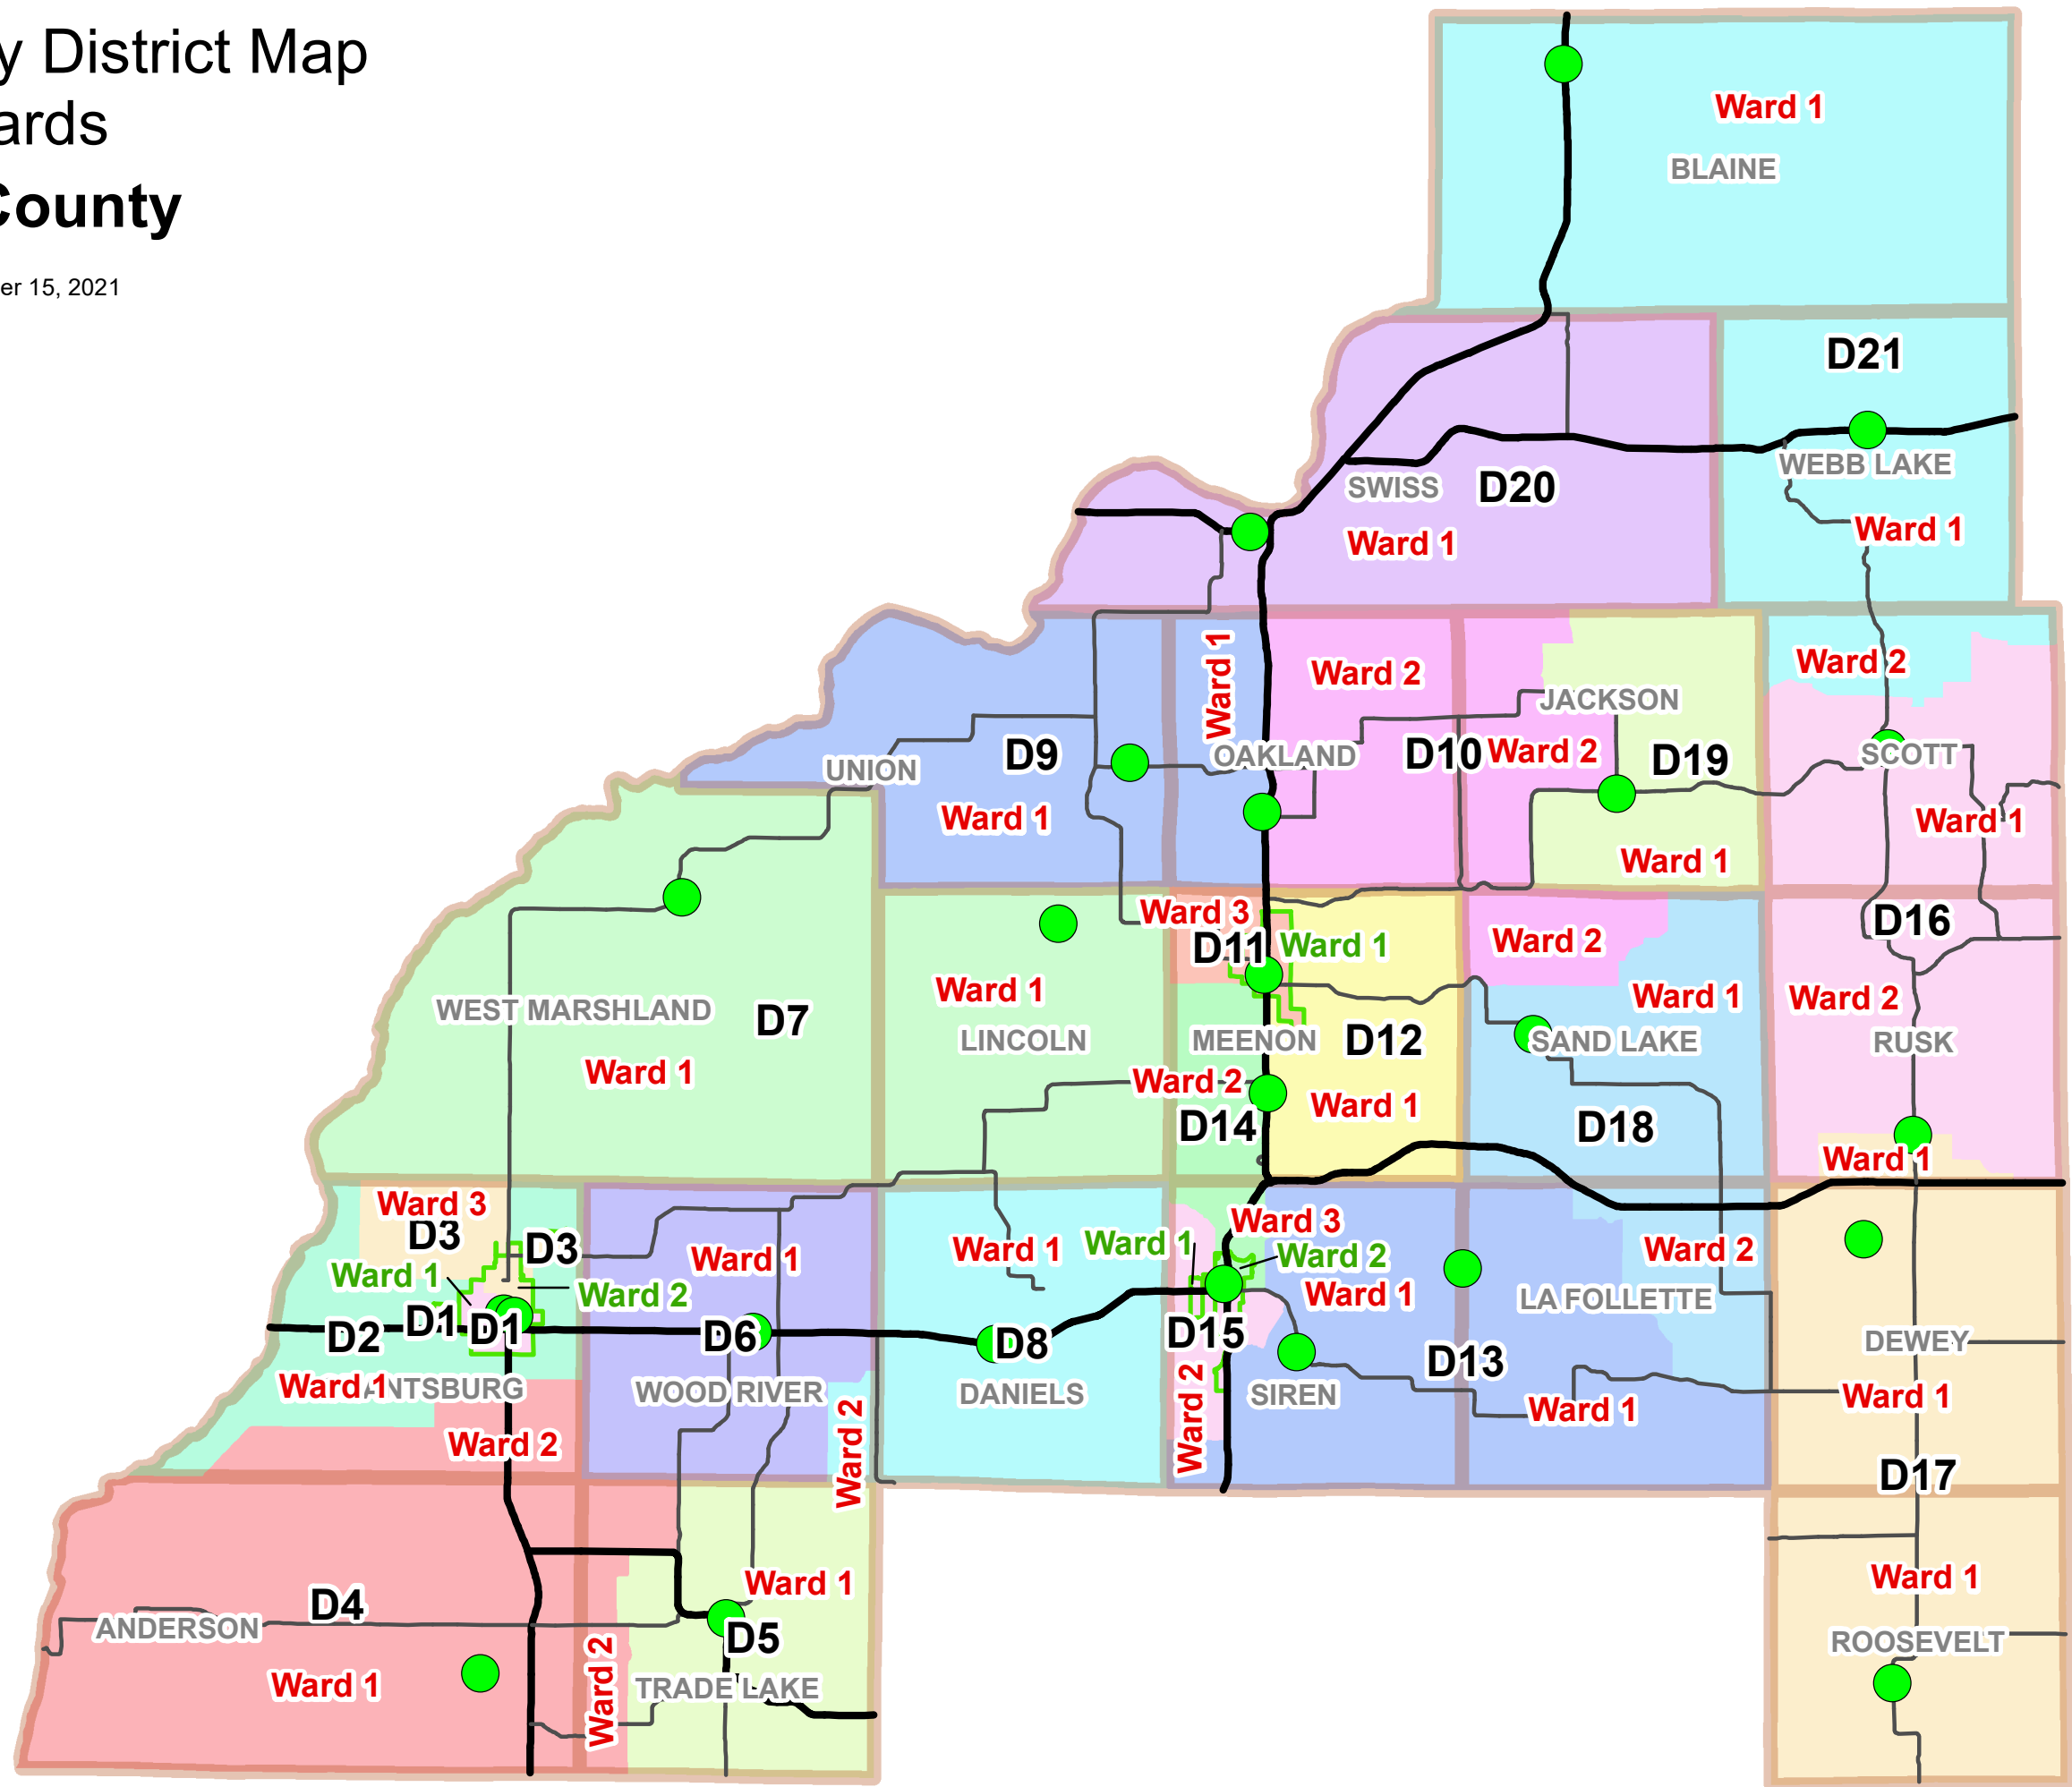 y District Map
ards
County
er 15, 2021
Ward 1
BLAINE
D21
WEBB LAKE
Ward 1
SWISS
D20
Ward 1
Ward 1
Ward 2
OAKLAND
D10
JACKSON
Ward 2
D19
Ward 1
Ward 2
SCOTT
Ward 1
UNION
D9
Ward 1
WEST MARSHLAND
D7
Ward 1
Ward 1
LINCOLN
Ward 3
D11
Ward 1
MEENON
D12
Ward 2
Ward 1
D14
Ward 2
Ward 1
SAND LAKE
D18
D16
Ward 2
RUSK
Ward 1
Ward 3
D3
D3
Ward 1
Ward 2
D1
D1
D2
Ward 1
ANTSBURG
Ward 2
Ward 1
D6
WOOD RIVER
Ward 2
Ward 1
D8
DANIELS
Ward 1
Ward 3
Ward 2
Ward 1
D15
Ward 2
SIREN
D13
Ward 2
LA FOLLETTE
Ward 1
DEWEY
Ward 1
D17
Ward 1
ROOSEVELT
D4
ANDERSON
Ward 1
Ward 2
Ward 1
D5
TRADE LAKE